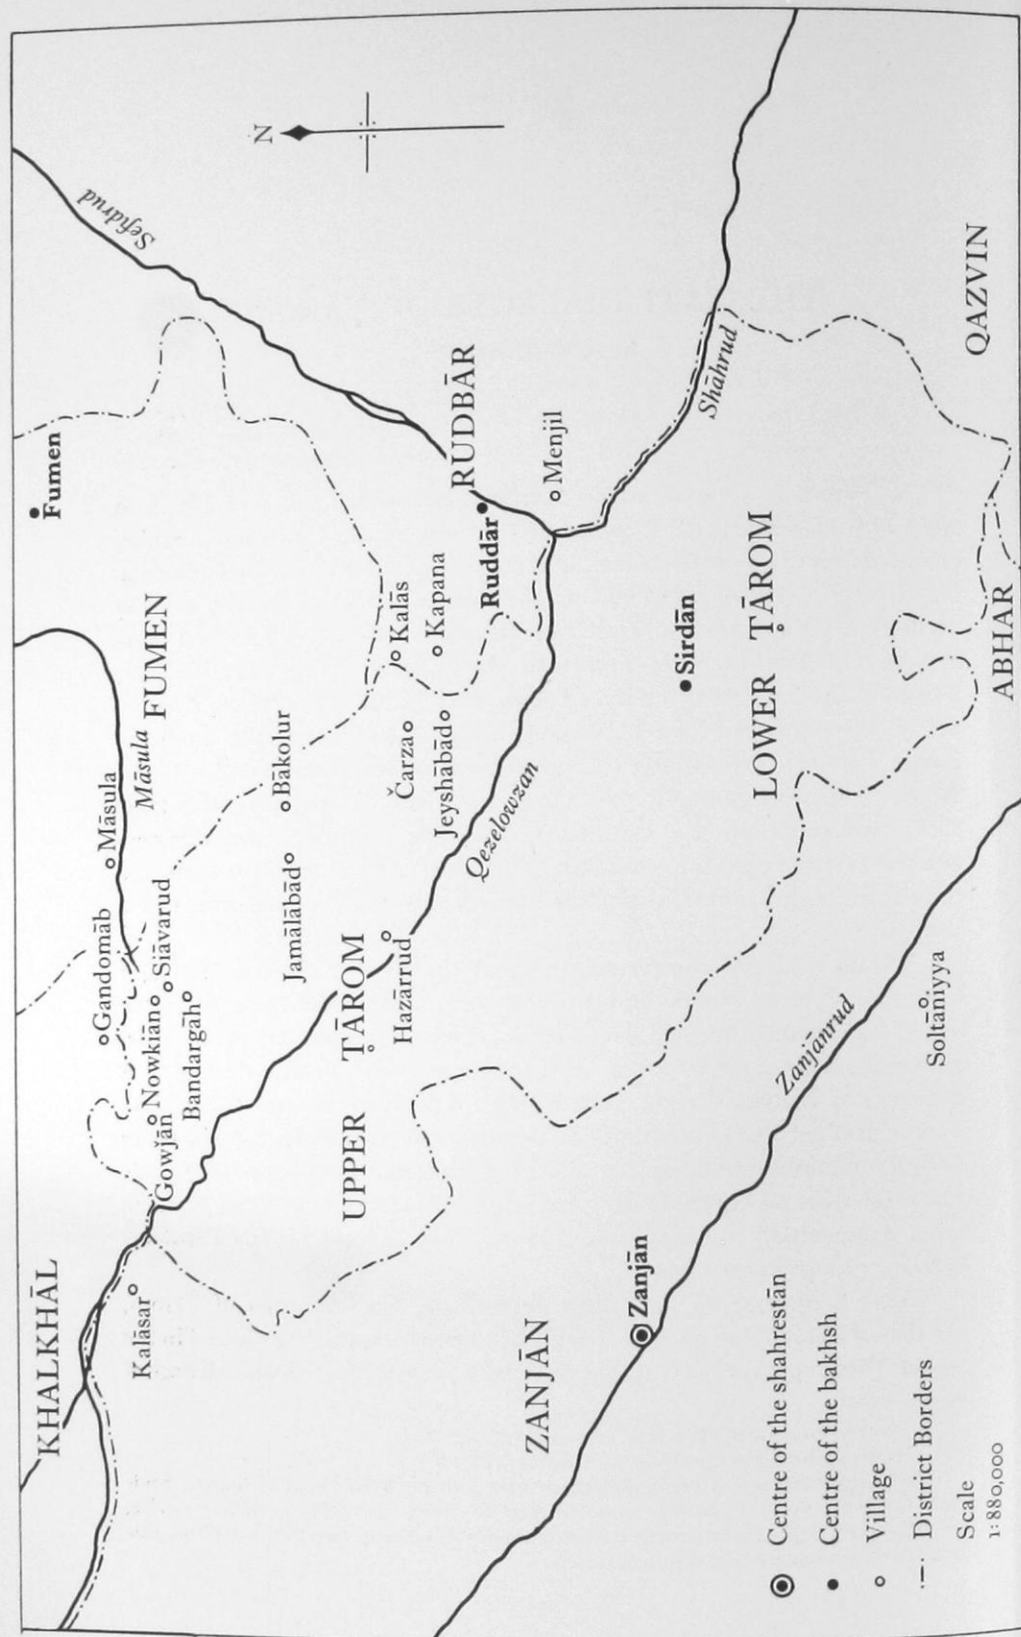 KHALKHĀL
Kalāsar
Gowǰān
Nowkiān
Bandargāh
Siāvarud
Gandomāb
Māsula
Māsula
FUMEN
Fumen
Sefidrud
N
Jamālābād
Bākolur
UPPER ṬĀROM
Hazārrud
Čarza
Jeyshābād
Kalās
Kapana
Ruddār
RUDBĀR
Menjil
Qezelowzan
Shāhrud
Sirdān
LOWER ṬĀROM
QAZVIN
ABHAR
ZANJĀN
Zanjān
Zanjānrud
Soltāniyya
Centre of the shahrestān
Centre of the bakhsh
Village
District Borders
Scale
1:880,000